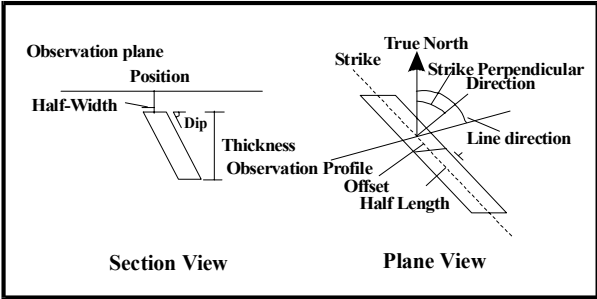 Observation plane
Position
Half-Width
Dip
Thickness
Section View
True North
Strike
Strike Perpendicular
Direction
Line direction
Observation Profile
Offset
Half Length
Plane View